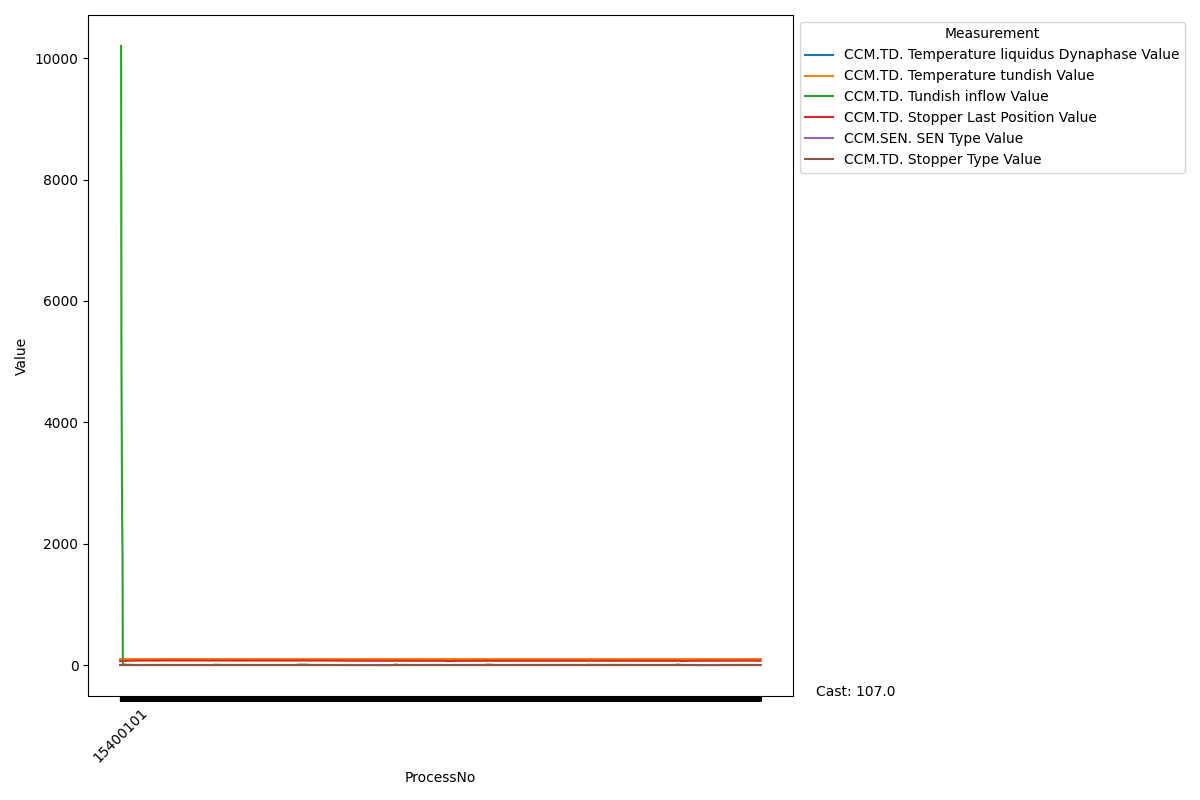 Measurement
CCM.TD. Temperature liquidus Dynaphase Value
CCM.TD. Temperature tundish Value
CCM.TD. Tundish inflow Value
CCM.TD. Stopper Last Position Value
CCM.SEN. SEN Type Value
CCM.TD. Stopper Type Value
10000
8000
6000
4000
2000
0
Value
Cast: 107.0
15400101
ProcessNo